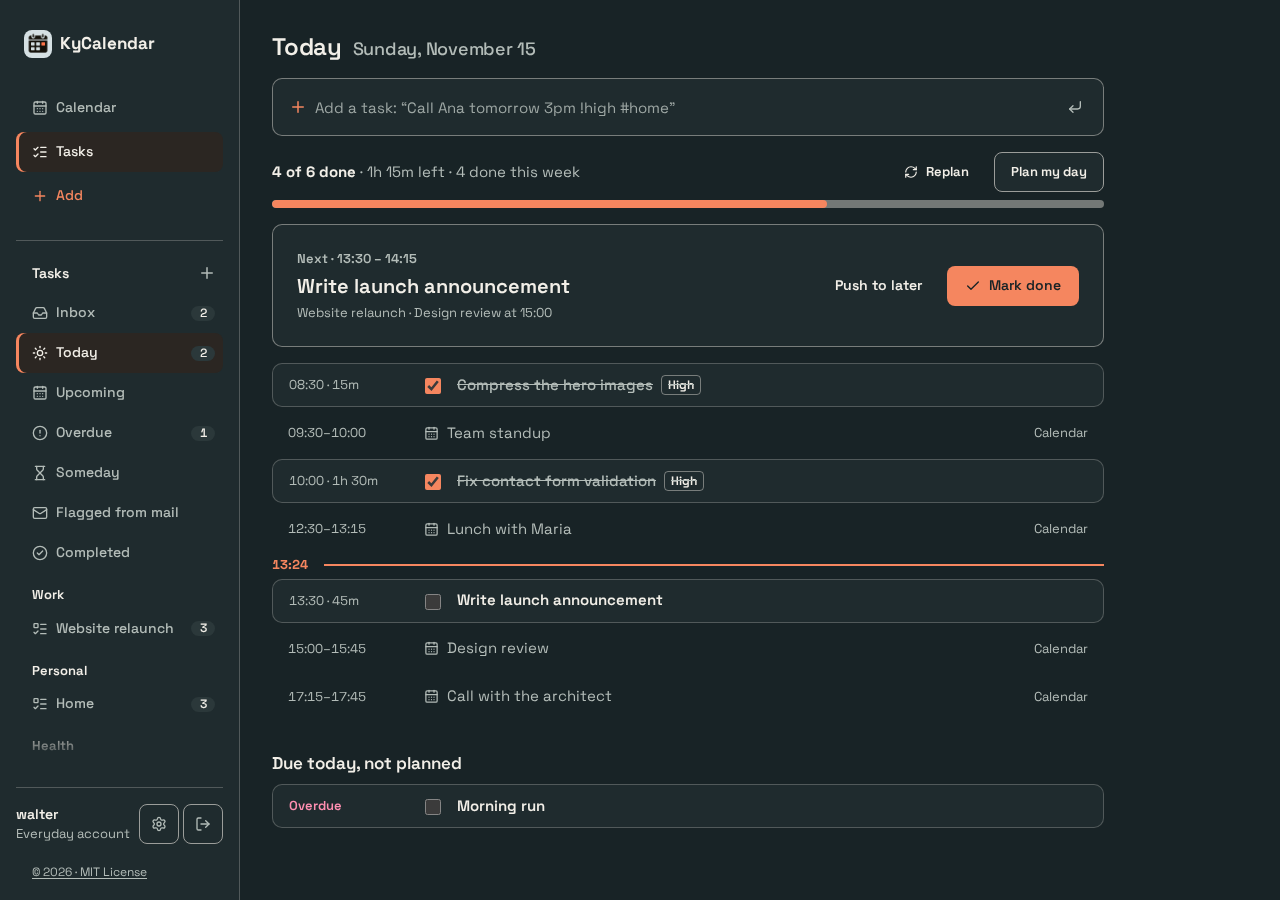 KyCalendar
Calendar
Tasks
Add
Tasks
Inbox 2
Today 2
Upcoming
Overdue 1
Someday
Flagged from mail
Completed
Work
Website relaunch 3
Personal
Home 3
Health
walter
Everyday account
© 2026 · MIT License
Today Sunday, November 15
Add a task: “Call Ana tomorrow 3pm !high #home”
4 of 6 done · 1h 15m left · 4 done this week
Replan
Plan my day
Next · 13:30 – 14:15
Write launch announcement
Website relaunch · Design review at 15:00
Push to later
Mark done
08:30 · 15m Compress the hero images High
09:30–10:00 Team standup Calendar
10:00 · 1h 30m Fix contact form validation High
12:30–13:15 Lunch with Maria Calendar
13:24
13:30 · 45m Write launch announcement
15:00–15:45 Design review Calendar
17:15–17:45 Call with the architect Calendar
Due today, not planned
Overdue Morning run